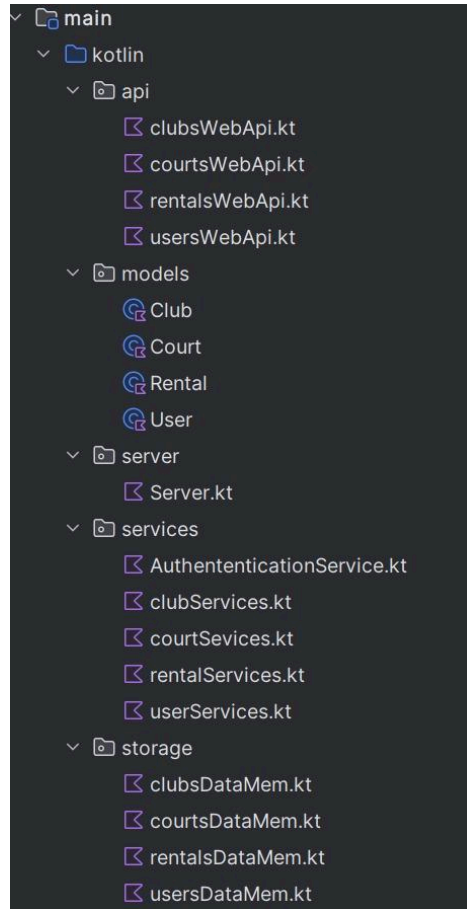 main
kotlin
api
clubsWebApi.kt
courtsWebApi.kt
rentalsWebApi.kt
usersWebApi.kt
models
Club
Court
Rental
User
server
Server.kt
services
AuthententicationService.kt
clubServices.kt
courtSevices.kt
rentalServices.kt
userServices.kt
storage
clubsDataMem.kt
courtsDataMem.kt
rentalsDataMem.kt
usersDataMem.kt